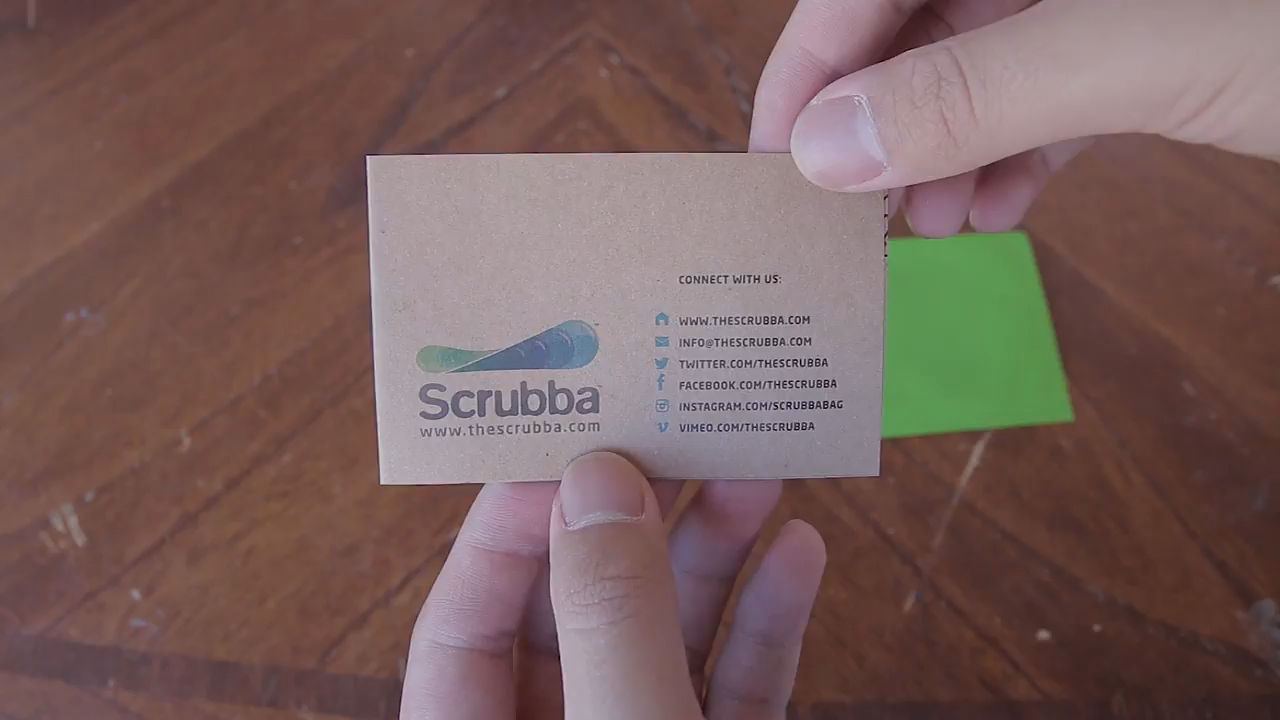 Scrubba
www.thescrubba.com
CONNECT WITH US:
WWW.THESCRUBBA.COM
INFO@THESCRUBBA.COM
TWITTER.COM/THESCRUBBA
FACEBOOK.COM/THESCRUBBA
INSTAGRAM.COM/SCRUBBABAG
VIMEO.COM/THESCRUBBA